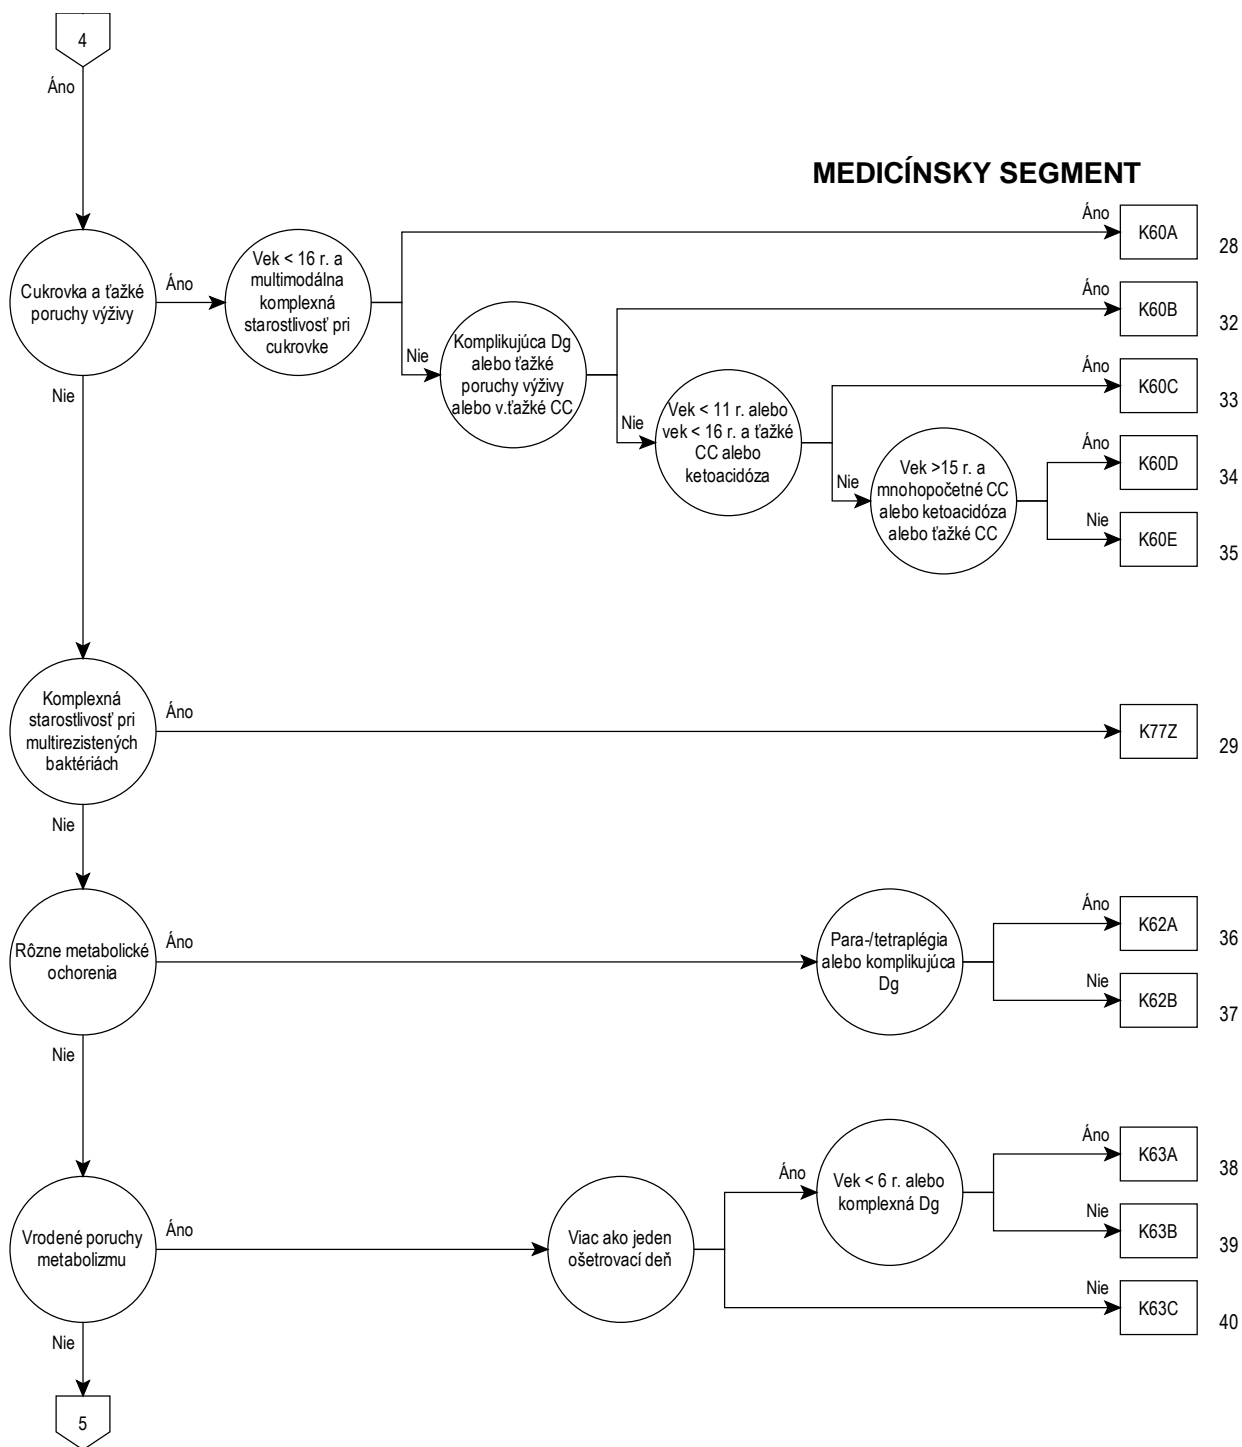 4
Áno
MEDICÍNSKY SEGMENT
Cukrovka a ťažké
poruchy výživy
Áno
Vek < 16 r. a
multimodálna
komplexná
starostlivosť pri
cukrovke
Áno
K60A
28
Nie
Komplikujúca Dg
alebo ťažké
poruchy výživy
alebo v.ťažké CC
Áno
K60B
32
Nie
Vek < 11 r. alebo
vek < 16 r. a ťažké
CC alebo
ketoacidóza
Áno
K60C
33
Nie
Vek >15 r. a
mnohopočetné CC
alebo ketoacidóza
alebo ťažké CC
Áno
K60D
34
Nie
K60E
35
Nie
Komplexná
starostlivosť pri
multirezistených
baktériách
Áno
K77Z
29
Nie
Rôzne metabolické
ochorenia
Áno
Para-/tetraplégia
alebo komplikujúca
Dg
Áno
K62A
36
Nie
K62B
37
Nie
Vrodené poruchy
metabolizmu
Áno
Viac ako jeden
ošetrovací deň
Áno
Vek < 6 r. alebo
komplexná Dg
Áno
K63A
38
Nie
K63B
39
Nie
K63C
40
Nie
5